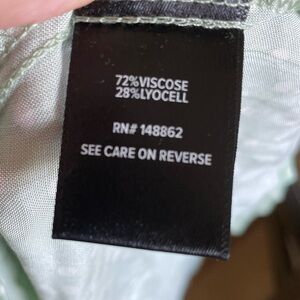 72%VISCOSE
28%LYOCELL
RN# 148862
SEE CARE ON REVERSE